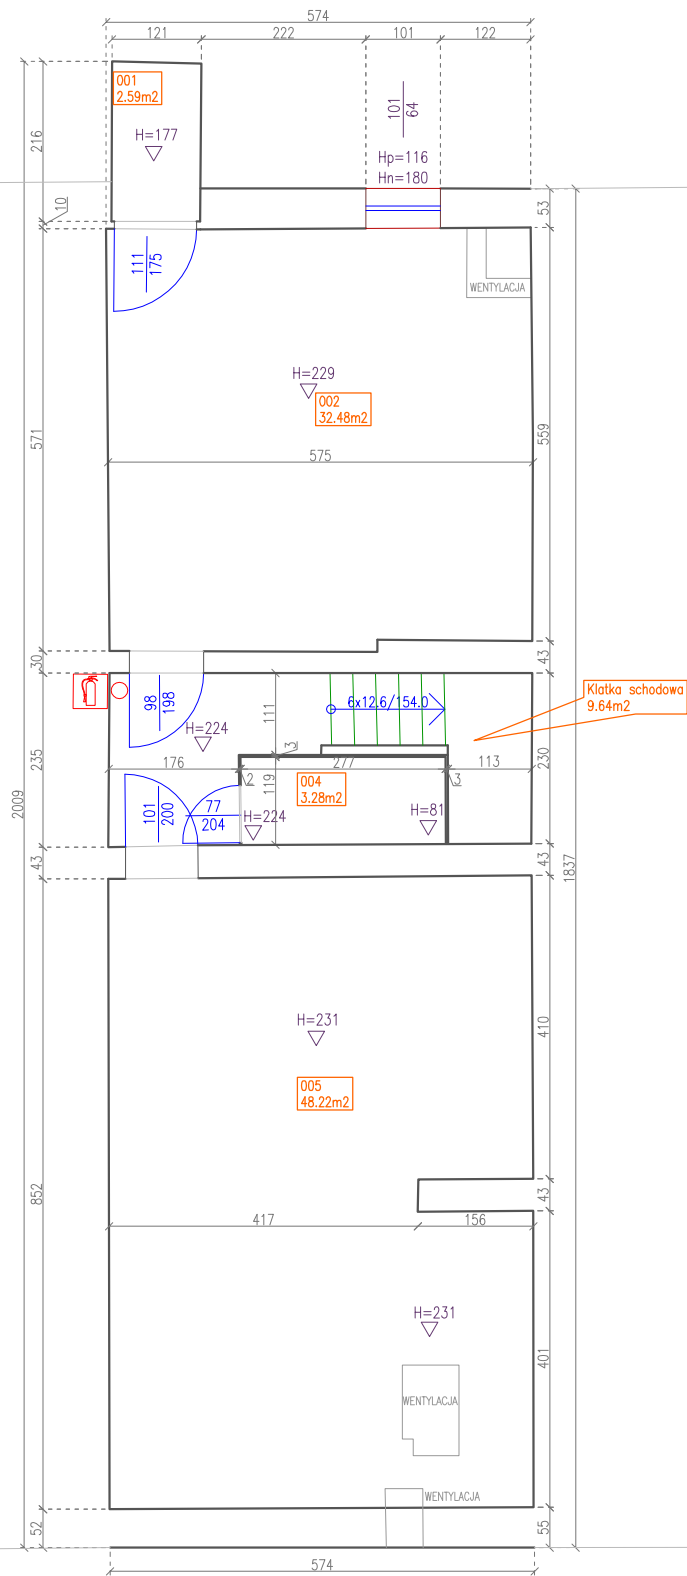 574
121
222
101
122
001
2.59m2
H=177
216
10
101
64
Hp=116
Hn=180
53
111
175
WENTYLACJA
H=229
002
32.48m2
571
559
575
30
43
98
198
111
6x12.6/154.0
Klatka schodowa
9.64m2
H=224
3
235
230
176
277
113
2
119
3
004
3.28m2
101
200
77
204
H=224
H=81
2009
43
43
1837
H=231
410
005
48.22m2
852
43
417
156
H=231
401
WENTYLACJA
WENTYLACJA
52
55
574